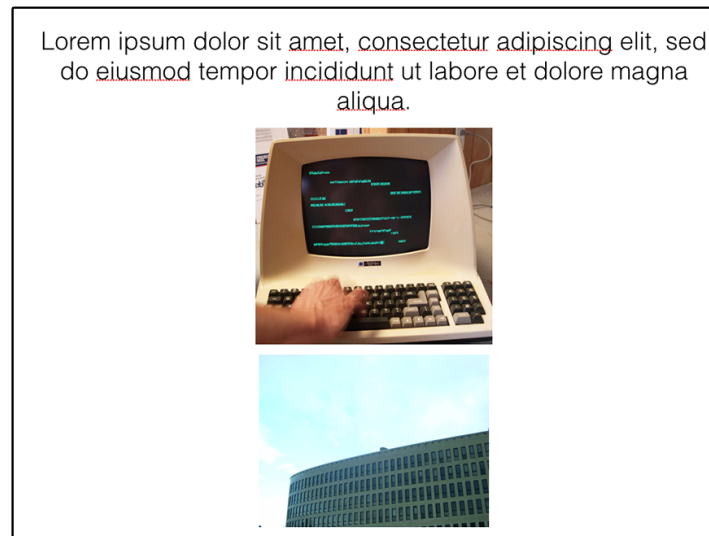 Lorem ipsum dolor sit amet, consectetur adipiscing elit, sed
do eiusmod tempor incididunt ut labore et dolore magna
aliqua.